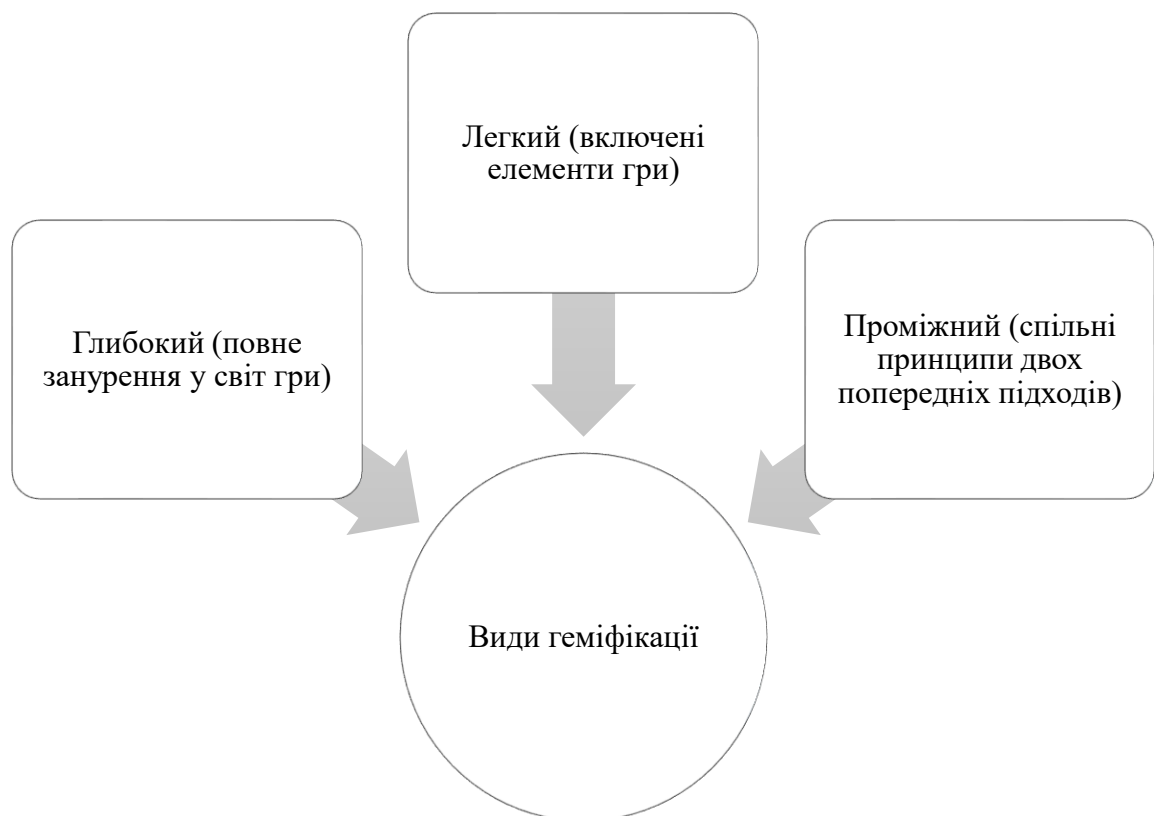 Легкий (включені
елементи гри)
Глибокий (повне
занурення у світ гри)
Проміжний (спільні
принципи двох
попередніх підходів)
Види геміфікації